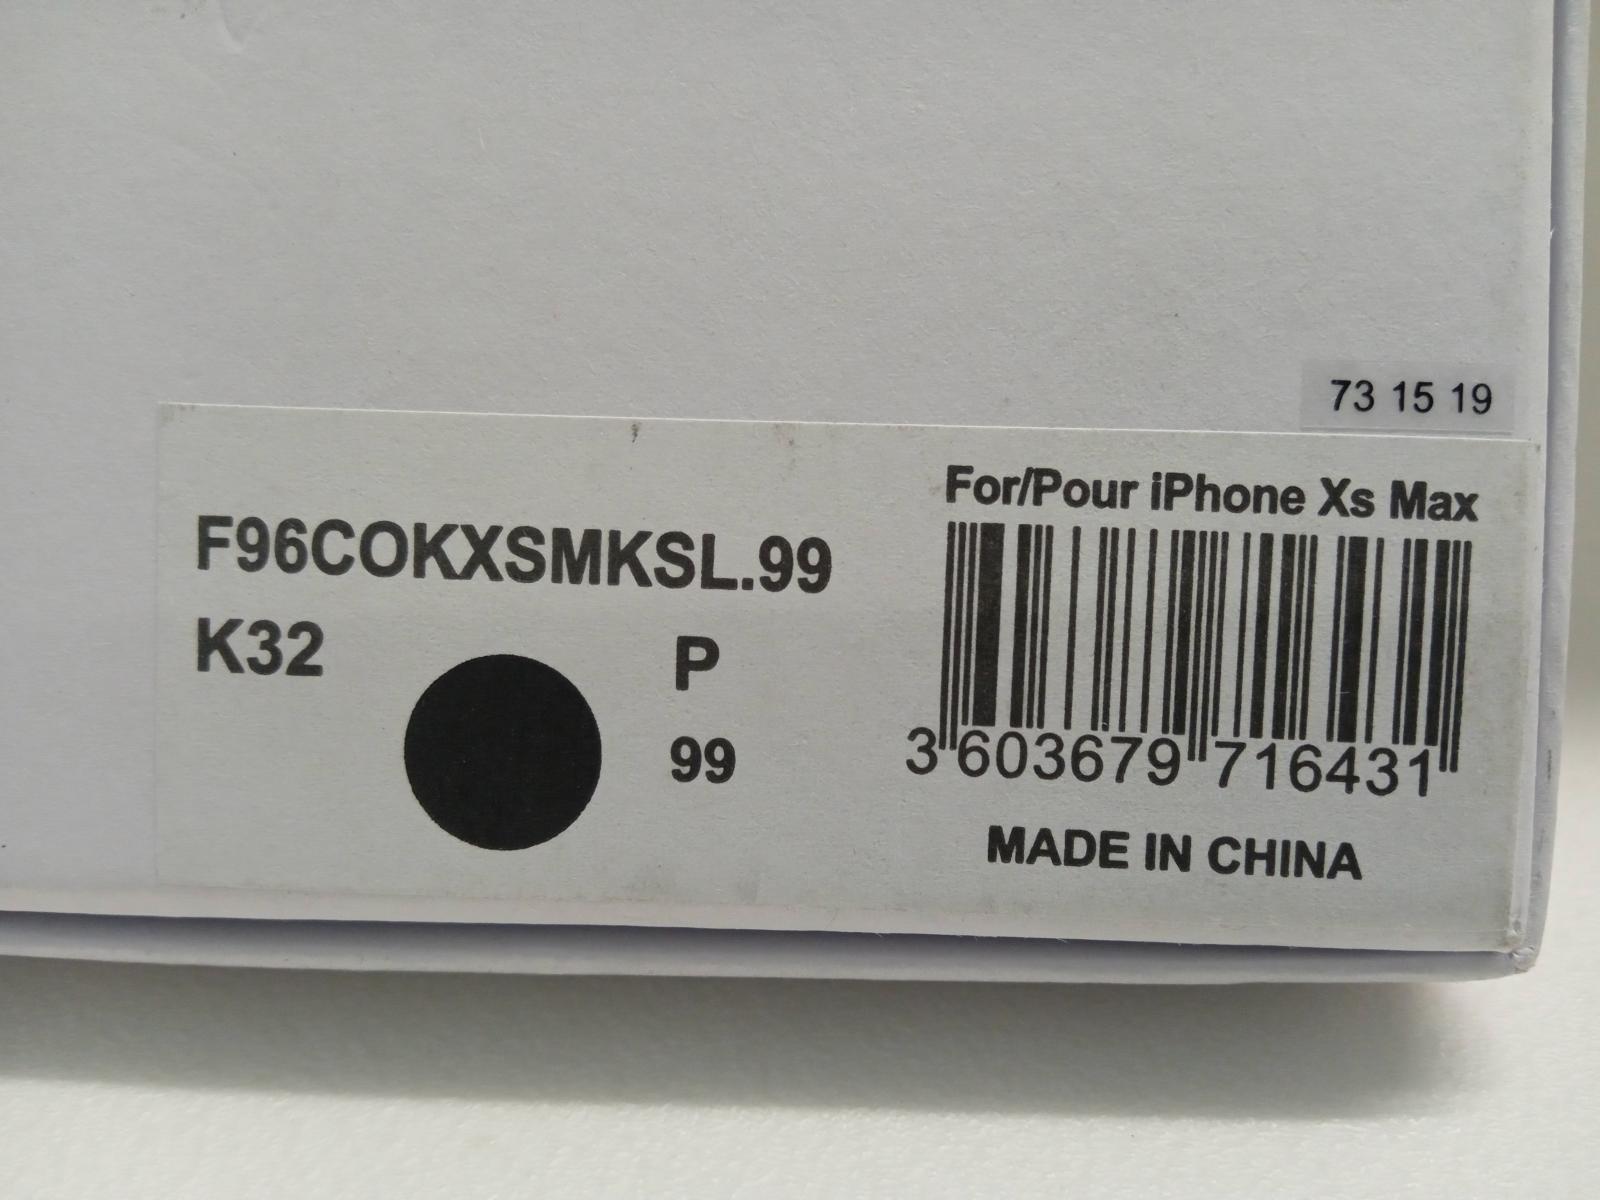 73 15 19
For/Pour iPhone Xs Max
F96COKXSMKSL.99
K32
P
99
3 603679 716431
MADE IN CHINA